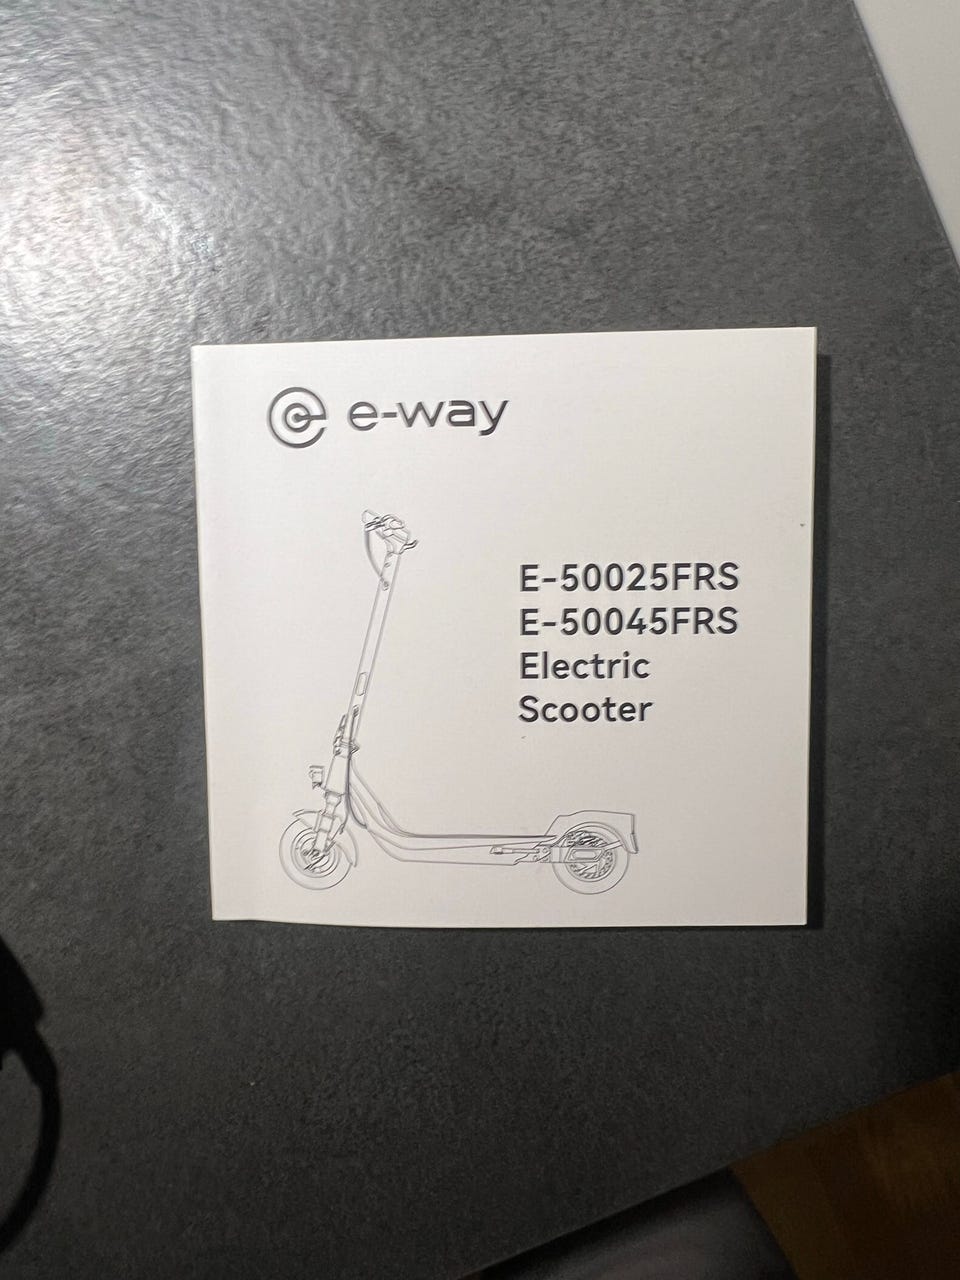 e-way
E-50025FRS
E-50045FRS
Electric
Scooter